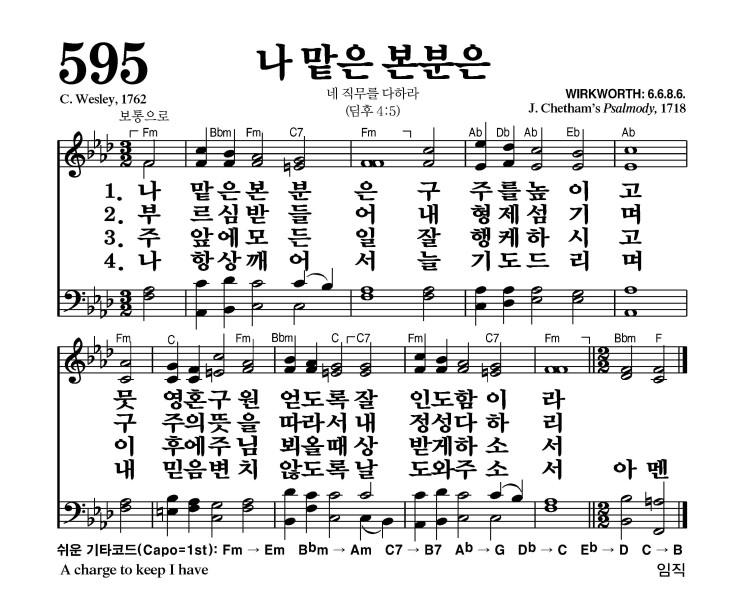 595
나 맡은 본분은
C. Wesley, 1762
네 직무를 다하라
(딤후 4:5)
WIRKWORTH: 6.6.8.6.
J. Chetham's Psalmody, 1718
보통으로
Fm Bbm Fm C7 Fm Ab Db Ab Eb Ab
1. 나 맡은본 분 은 구 주를높 이 고
2. 부 르심받 들 어 내 형제섬 기 며
3. 주 앞에모 든 일 잘 행케하 시 고
4. 나 항상깨 어 서 늘 기도드 리 며
Fm C Fm Bbm C C7 Fm C7 Fm Bbm F
뭇 영혼구 원 얻도록잘 인도함 이 라
구 주의뜻 을 따라서내 정성다 하 리
이 후에주 님 뵈올때상 받게하 소 서
내 믿음변 치 않도록날 도와주 소 서 아 멘
쉬운 기타코드(Capo=1st): Fm → Em Bbm → Am C7 → B7 Ab → G Db → C Eb → D C → B
A charge to keep I have
임직